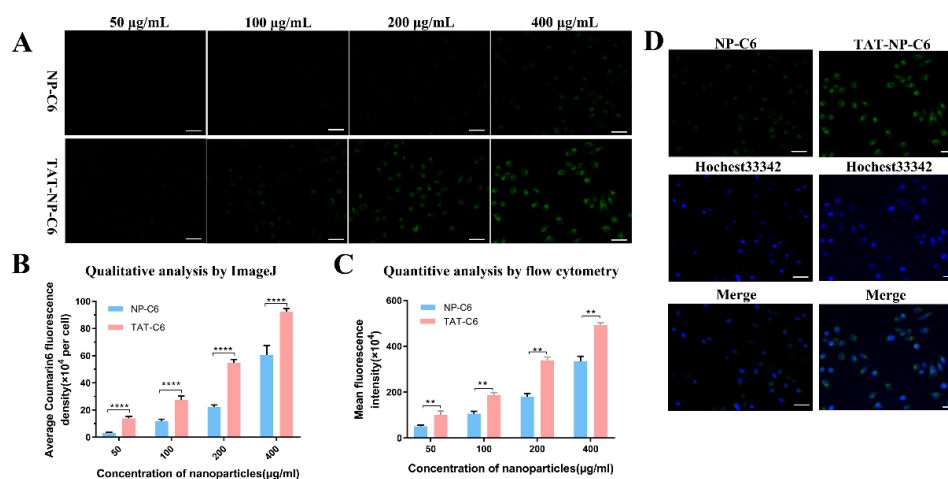 A
50 μg/mL 100 μg/mL 200 μg/mL 400 μg/mL
NP-C6
TAT-NP-C6
B
Qualitative analysis by ImageJ
Average Coumarin6 fluorescence
density(×10⁴ per cell)
100
80
60
40
20
0
NP-C6
TAT-C6
****
****
****
****
50 100 200 400
Concentration of nanoparticles(μg/ml)
C
Quantitive analysis by flow cytometry
Mean fluorescence
intensity(×10⁴)
600
400
200
0
NP-C6
TAT-C6
**
**
**
**
50 100 200 400
Concentration of nanoparticles(μg/ml)
D
NP-C6 TAT-NP-C6
Hochest33342 Hochest33342
Merge Merge